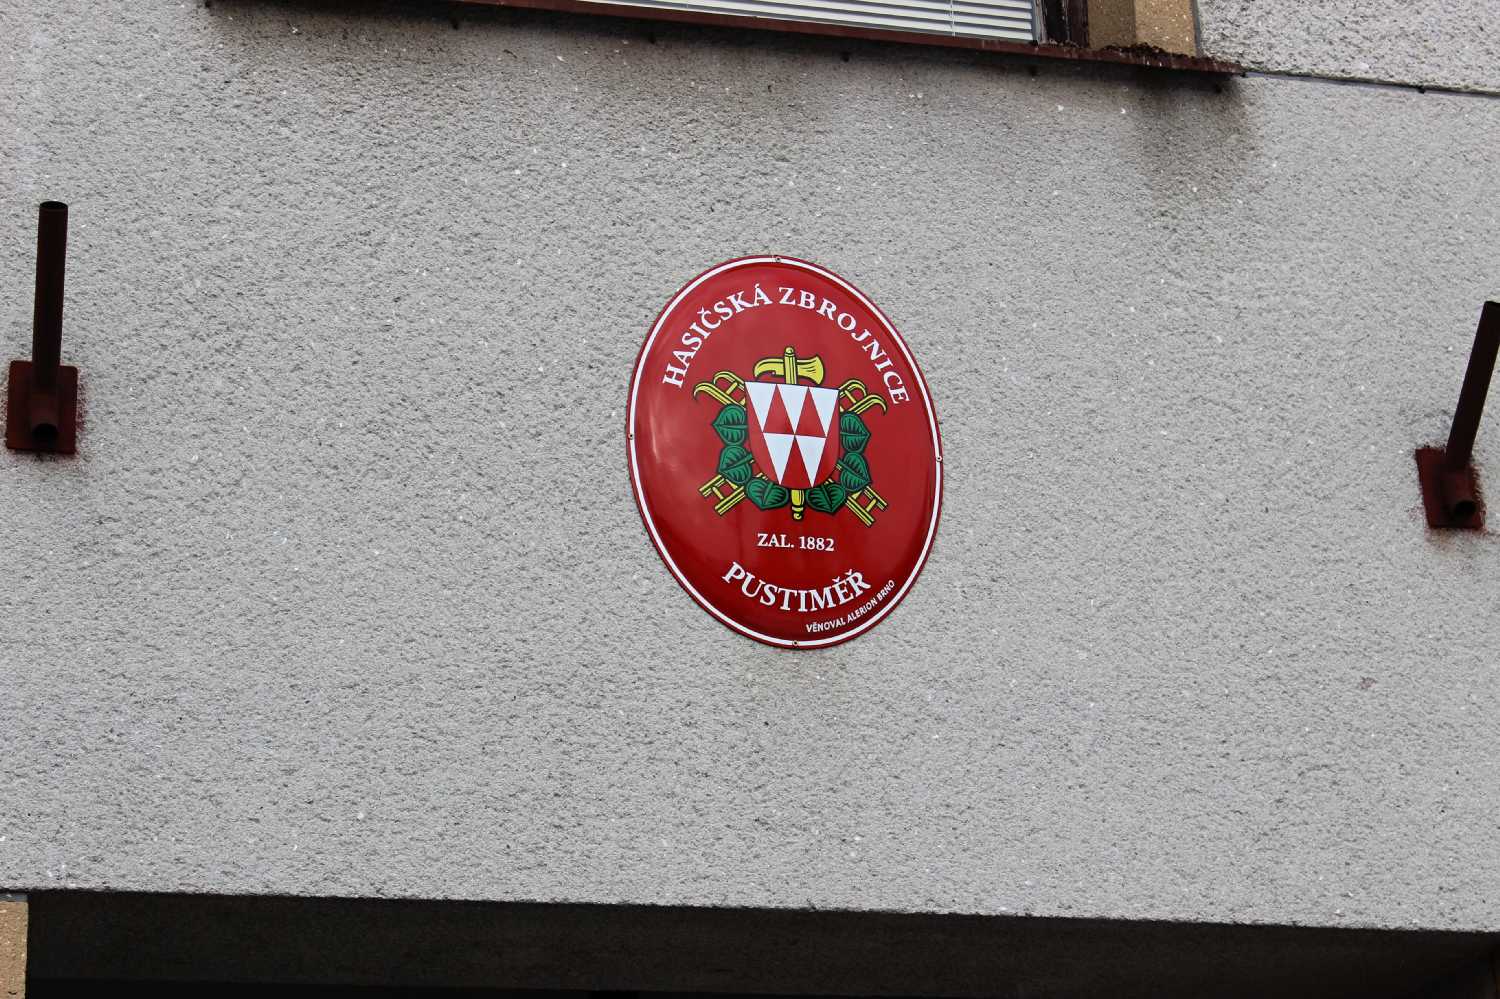 HASIČSKÁ ZBROJNICE
ZAL. 1882
PUSTIMĚŘ
VĚNOVAL ALERION BRNO